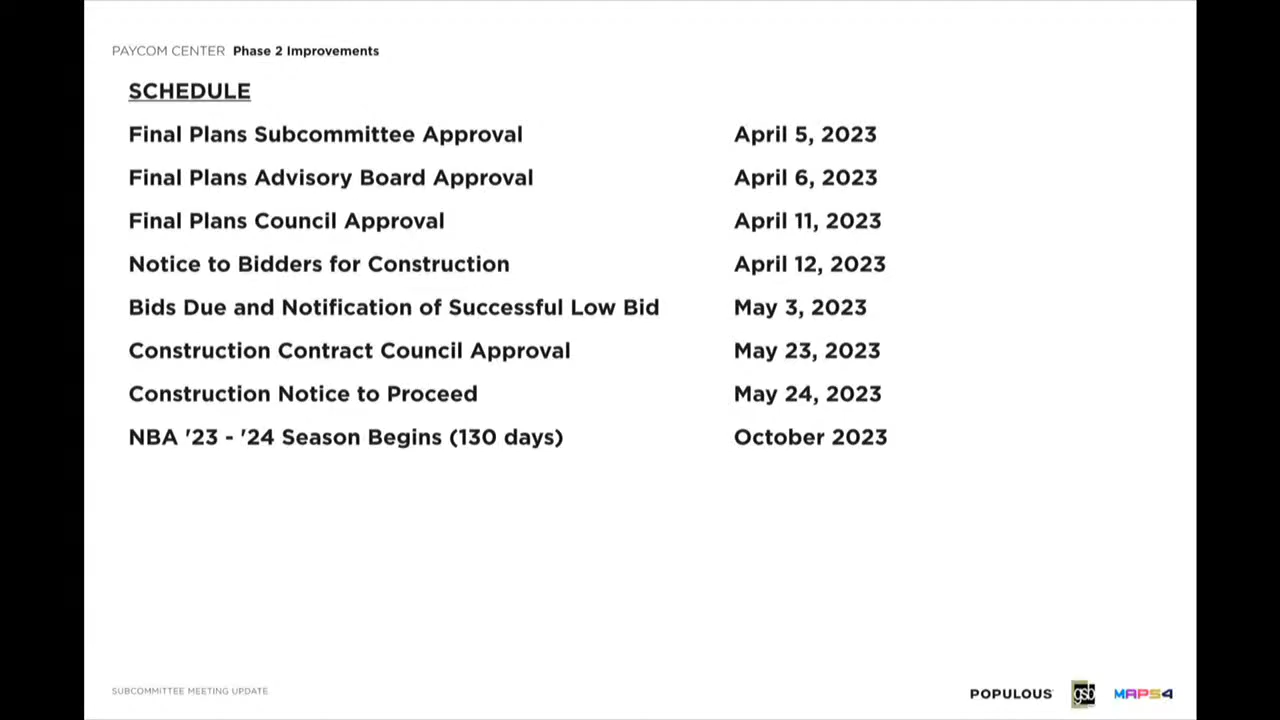 PAYCOM CENTER Phase 2 Improvements
SCHEDULE
Final Plans Subcommittee Approval April 5, 2023
Final Plans Advisory Board Approval April 6, 2023
Final Plans Council Approval April 11, 2023
Notice to Bidders for Construction April 12, 2023
Bids Due and Notification of Successful Low Bid May 3, 2023
Construction Contract Council Approval May 23, 2023
Construction Notice to Proceed May 24, 2023
NBA '23 - '24 Season Begins (130 days) October 2023
SUBCOMMITTEE MEETING UPDATE POPULOUS gsb MAPS4